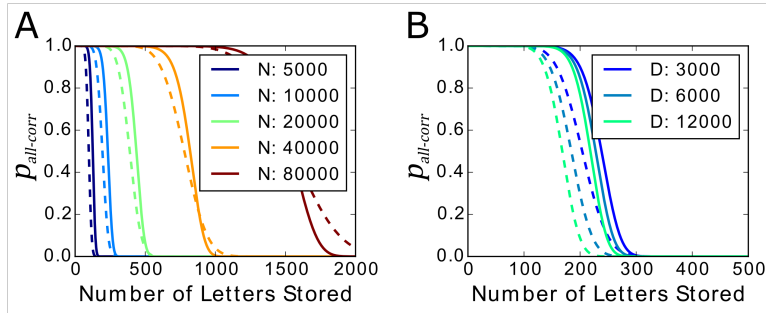 A
p all-corr
1.0
0.8
0.6
0.4
0.2
0.0
0 500 1000 1500 2000
Number of Letters Stored
N: 5000
N: 10000
N: 20000
N: 40000
N: 80000
B
p all-corr
1.0
0.8
0.6
0.4
0.2
0.0
0 100 200 300 400 500
Number of Letters Stored
D: 3000
D: 6000
D: 12000